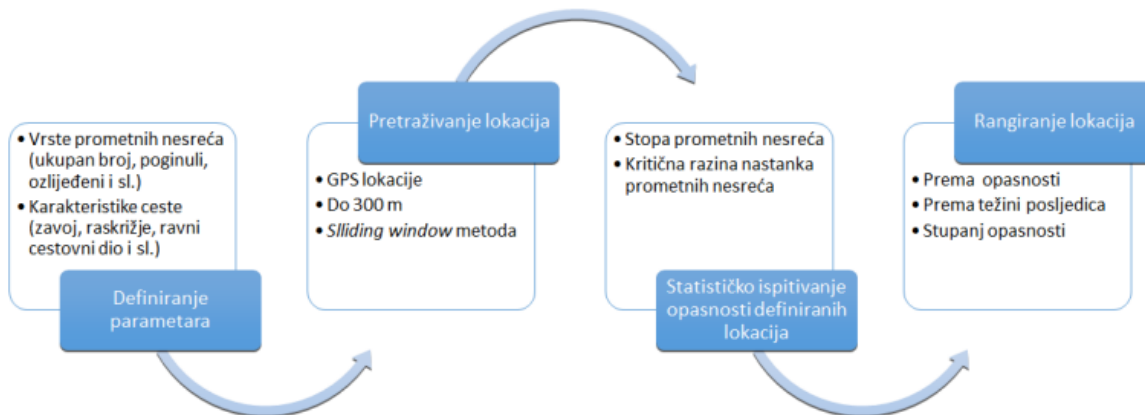 • Vrste prometnih nesreća
(ukupan broj, poginuli,
ozlijeđeni i sl.)
• Karakteristike ceste
(zavoj, raskrižje, ravni
cestovni dio i sl.)
Definiranje
parametara
Pretraživanje lokacija
• GPS lokacije
• Do 300 m
• Slliding window metoda
• Stopa prometnih nesreća
• Kritična razina nastanka
prometnih nesreća
Statističko ispitivanje
opasnosti definiranih
lokacija
Rangiranje lokacija
• Prema opasnosti
• Prema težini posljedica
• Stupanj opasnosti